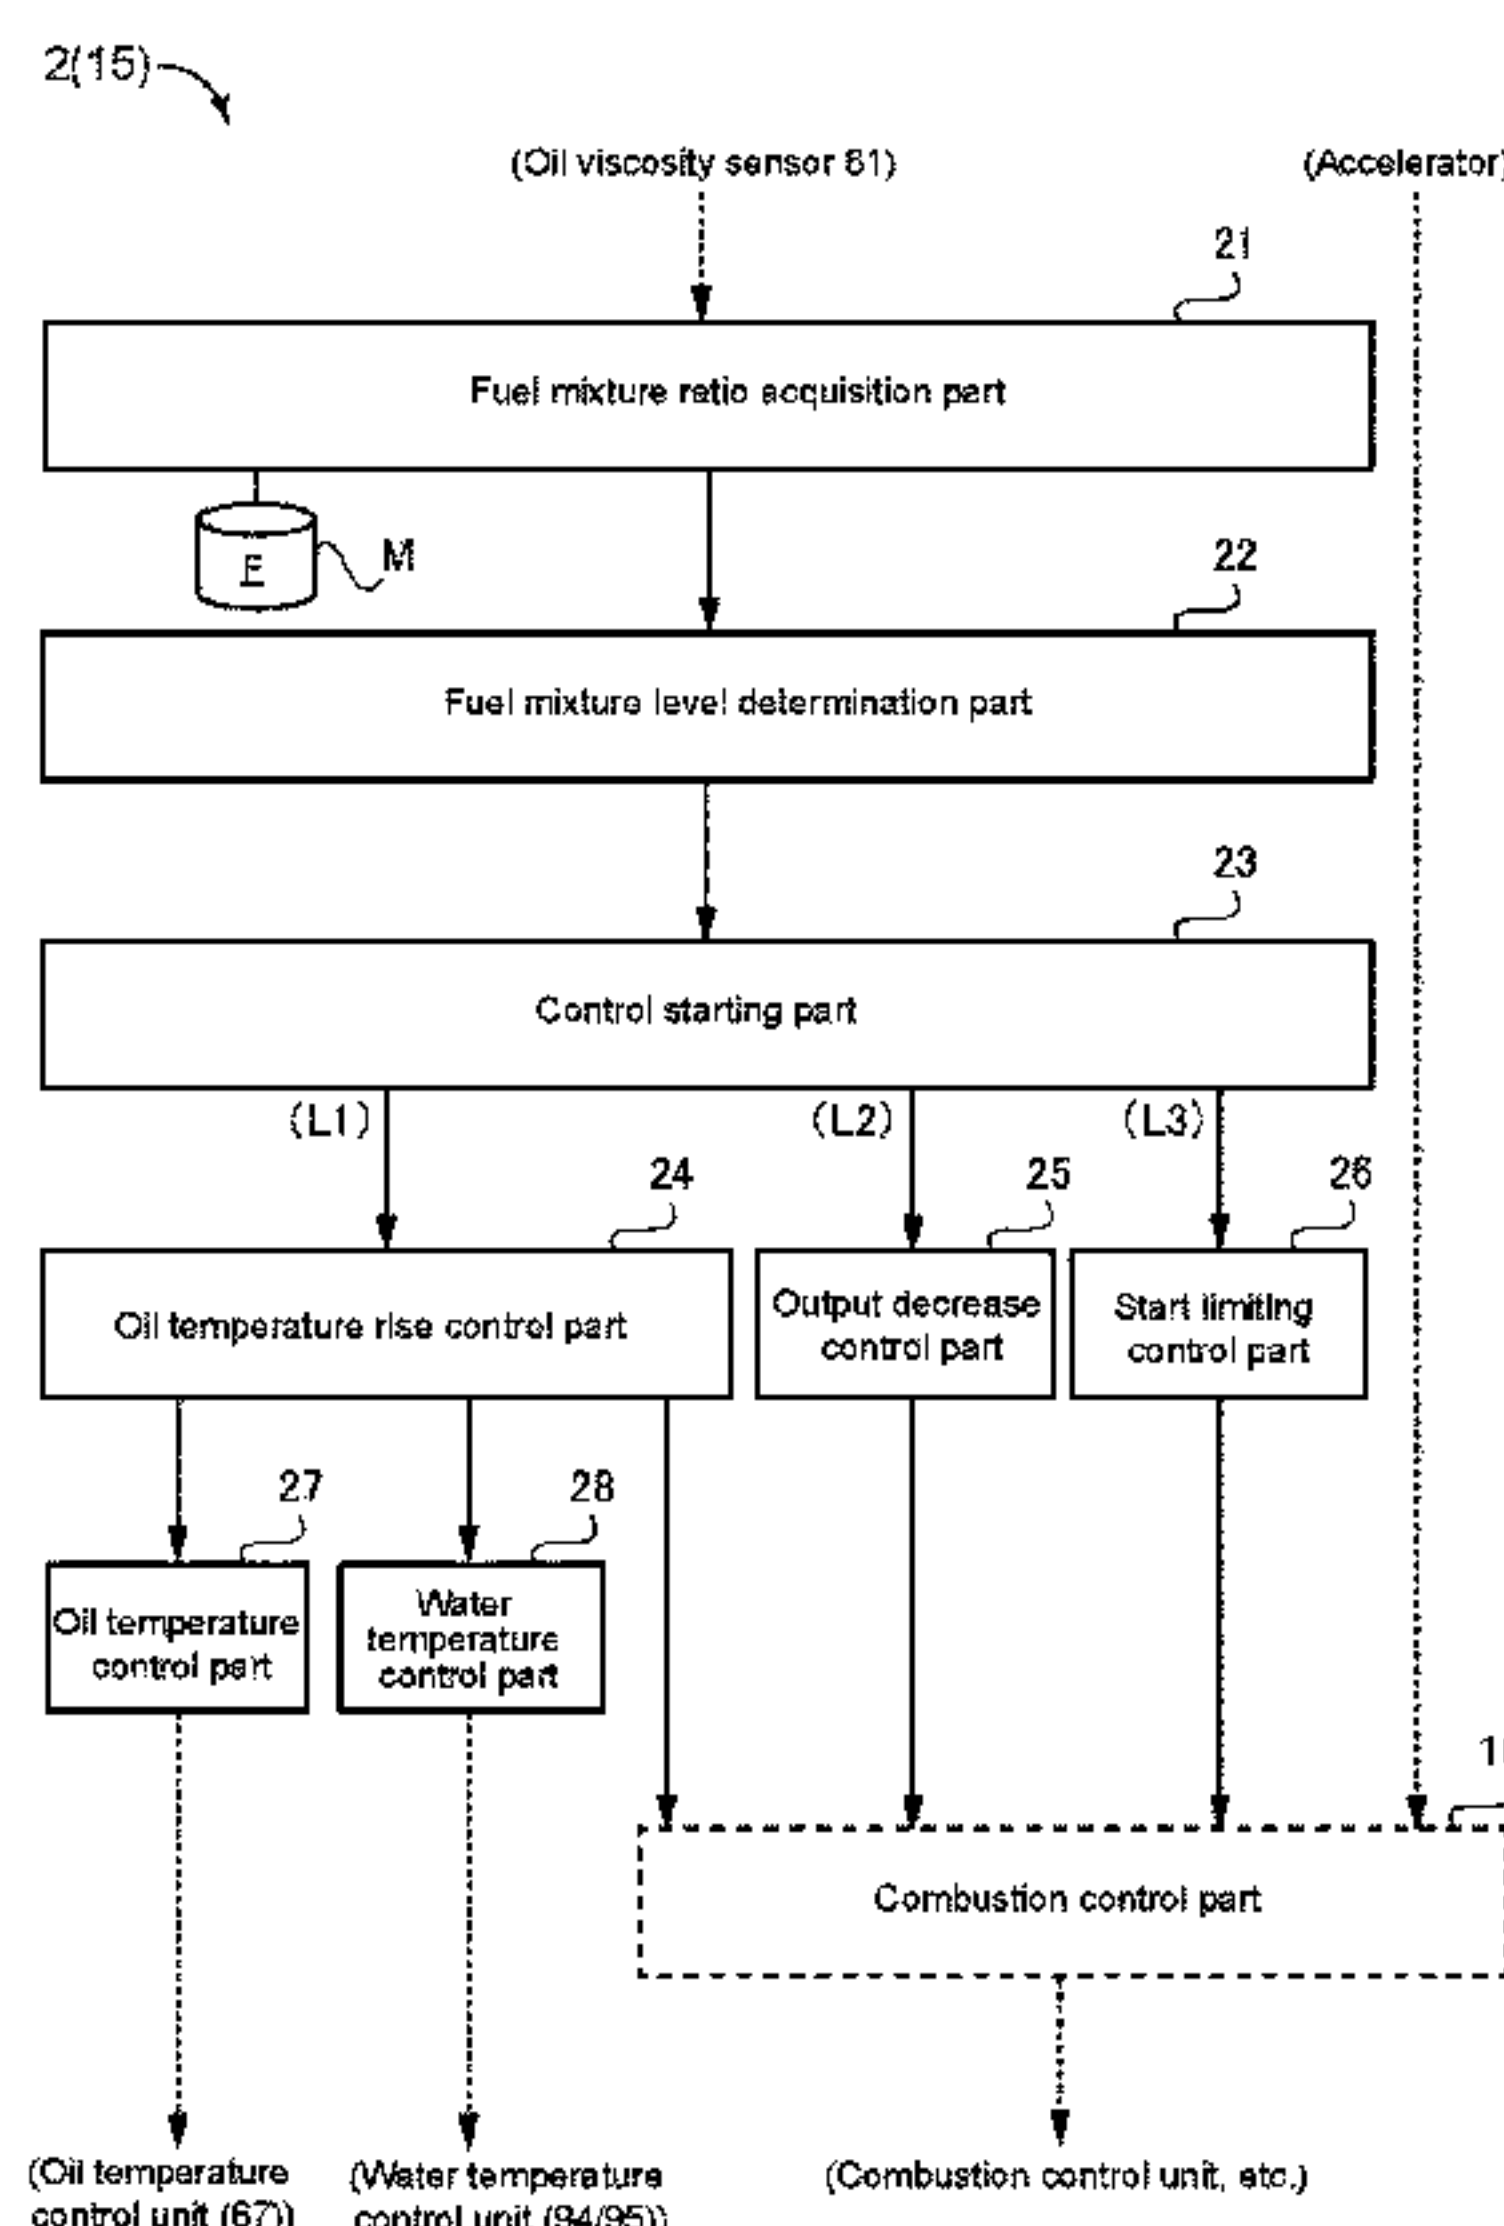 2(15)
(Oil viscosity sensor 61)
(Accelerator)
21
Fuel mixture ratio acquisition part
F
M
22
Fuel mixture level determination part
23
Control starting part
(L1)
(L2)
(L3)
24
25
26
Oil temperature rise control part
Output decrease
control part
Start limiting
control part
27
28
Oil temperature
control part
Water
temperature
control part
Combustion control part
(Oil temperature
control unit (67))
(Water temperature
control unit (94/95))
(Combustion control unit, etc.)